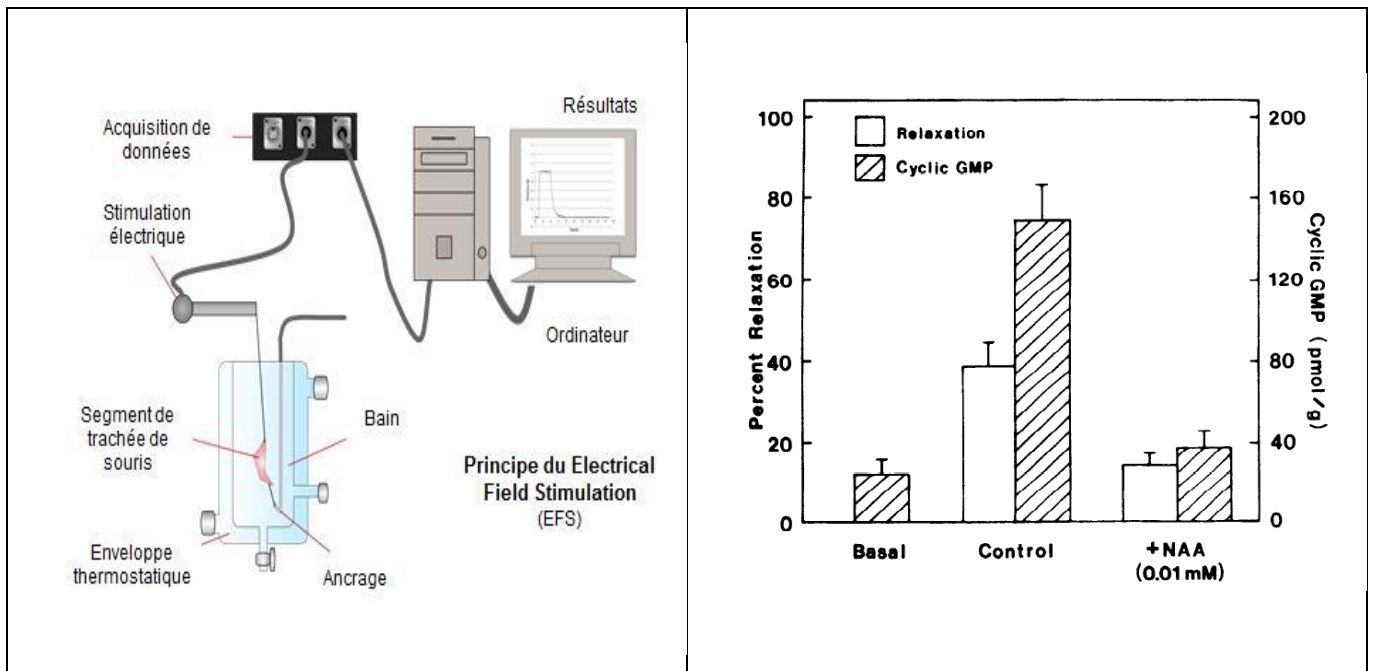 Résultats
Acquisition de
données
Stimulation
électrique
Ordinateur
Segment de
trachée de
souris
Bain
Principe du Electrical
Field Stimulation
(EFS)
Enveloppe
thermostatique
Ancrage
Percent Relaxation
100
80
60
40
20
0
Relaxation
Cyclic GMP
200
160
120
80
40
0
Cyclic GMP (pmol/g)
Basal
Control
+NAA
(0.01 mM)